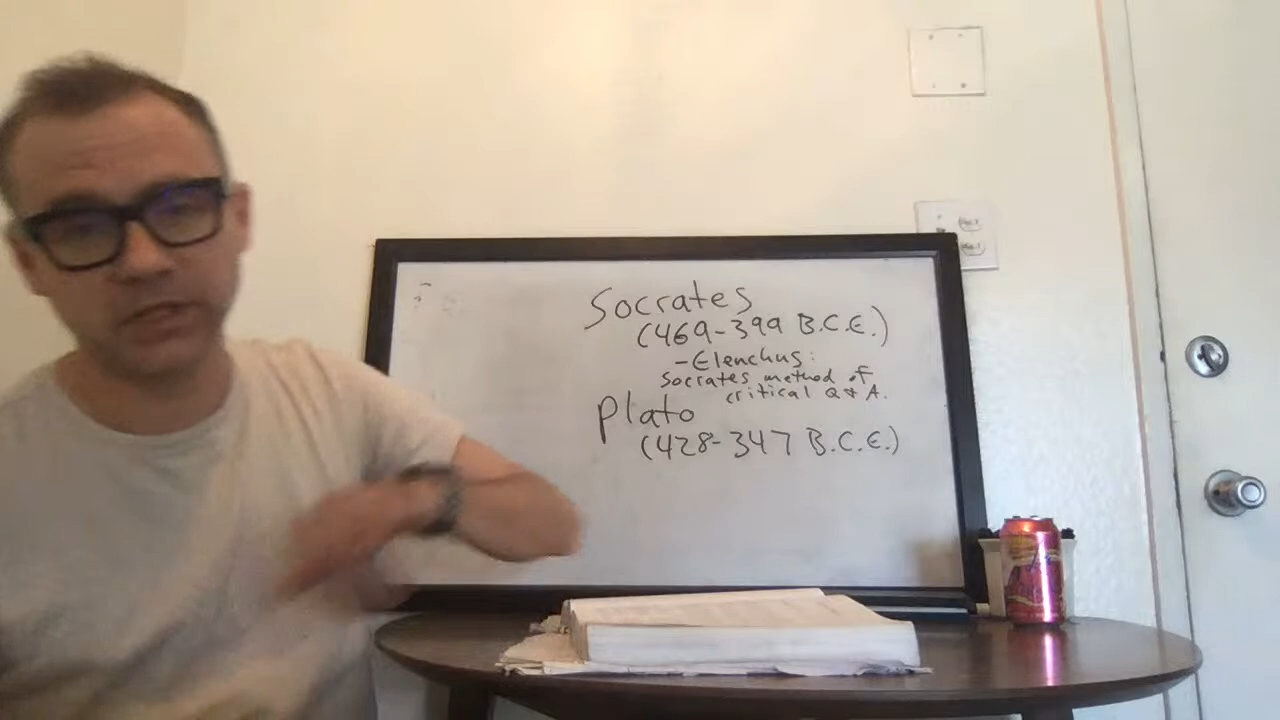 Socrates
(469-399 B.C.E.)
-Elenchus:
Socrates method of
critical Q & A.
Plato
(428-347 B.C.E.)